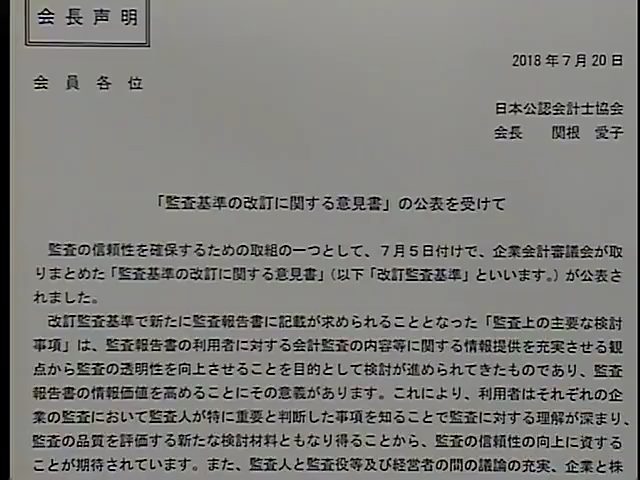 会長声明
2018年7月20日
会員各位
日本公認会計士協会
会長　関根　愛子
「監査基準の改訂に関する意見書」の公表を受けて
監査の信頼性を確保するための取組の一つとして、７月５日付けで、企業会計審議会が取
りまとめた「監査基準の改訂に関する意見書」（以下「改訂監査基準」といいます。）が公表さ
れました。
改訂監査基準で新たに監査報告書に記載が求められることとなった「監査上の主要な検討
事項」は、監査報告書の利用者に対する会計監査の内容等に関する情報提供を充実させる観
点から監査の透明性を向上させることを目的として検討が進められてきたものであり、監査
報告書の情報価値を高めることにその意義があります。これにより、利用者はそれぞれの企
業の監査において監査人が特に重要と判断した事項を知ることで監査に対する理解が深まり、
監査の品質を評価する新たな検討材料ともなり得ることから、監査の信頼性の向上に資する
ことが期待されています。また、監査人と監査役等及び経営者の間の議論の充実、企業と株